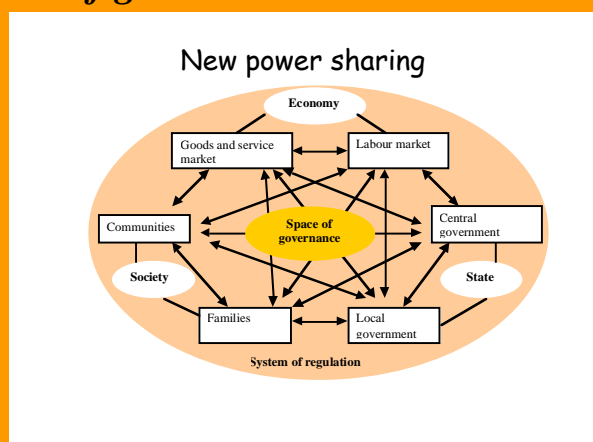 New power sharing
Economy
Goods and service
market
Labour market
Communities
Space of
governance
Central
government
Society
State
Families
Local
government
System of regulation